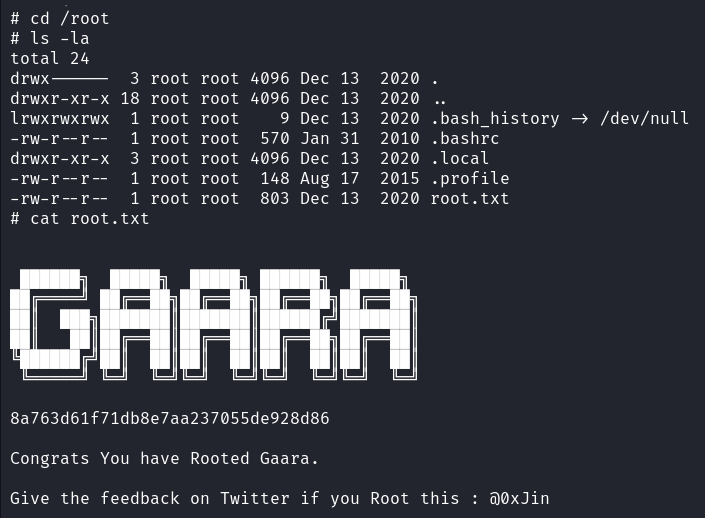 # cd /root
# ls -la
total 24
drwx------  3 root root 4096 Dec 13  2020 .
drwxr-xr-x 18 root root 4096 Dec 13  2020 ..
lrwxrwxrwx  1 root root    9 Dec 13  2020 .bash_history -> /dev/null
-rw-r--r--  1 root root  570 Jan 31  2010 .bashrc
drwxr-xr-x  3 root root 4096 Dec 13  2020 .local
-rw-r--r--  1 root root  148 Aug 17  2015 .profile
-rw-r--r--  1 root root  803 Dec 13  2020 root.txt
# cat root.txt
GAARA
8a763d61f71db8e7aa237055de928d86
Congrats You have Rooted Gaara.
Give the feedback on Twitter if you Root this : @0xJin